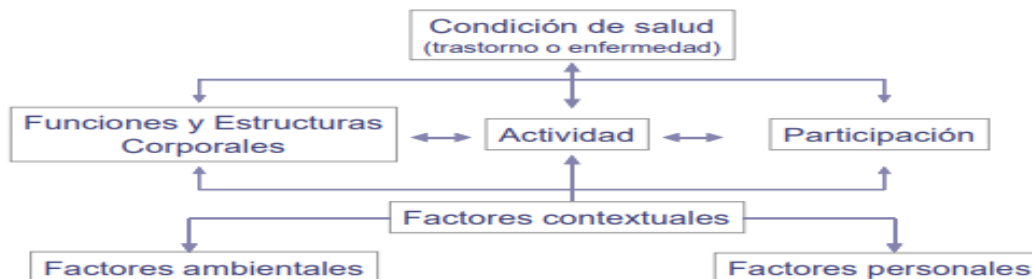 Condición de salud
(trastorno o enfermedad)
Funciones y Estructuras
Corporales
Actividad
Participación
Factores contextuales
Factores ambientales
Factores personales